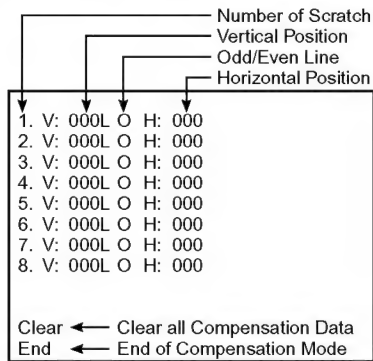 Number of Scratch
Vertical Position
Odd/Even Line
Horizontal Position
1. V: 000L O H: 000
2. V: 000L O H: 000
3. V: 000L O H: 000
4. V: 000L O H: 000
5. V: 000L O H: 000
6. V: 000L O H: 000
7. V: 000L O H: 000
8. V: 000L O H: 000
Clear Clear all Compensation Data
End End of Compensation Mode